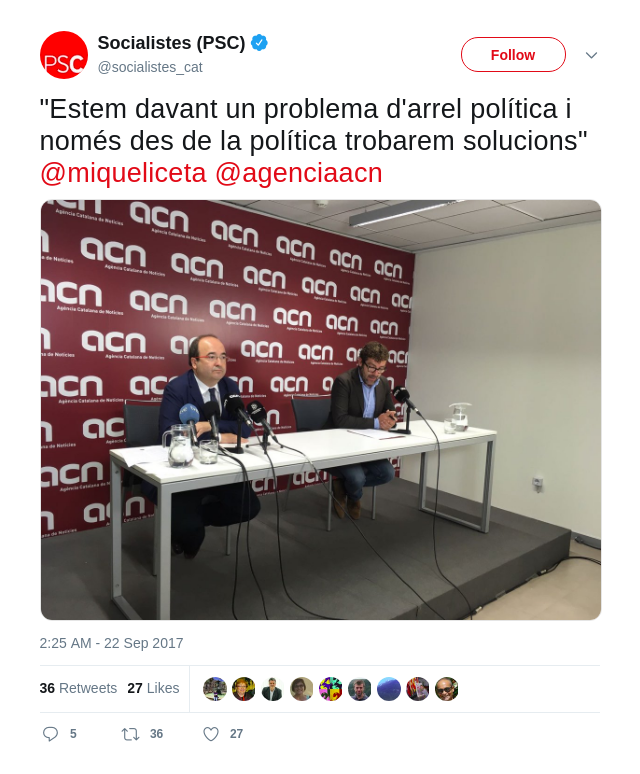 PSC
Socialistes (PSC)
@socialistes_cat
Follow
"Estem davant un problema d'arrel política i
només des de la política trobarem solucions"
@miqueliceta @agenciaacn
acn
Agència Catalana de Notícies
2:25 AM - 22 Sep 2017
36 Retweets 27 Likes
5 36 27